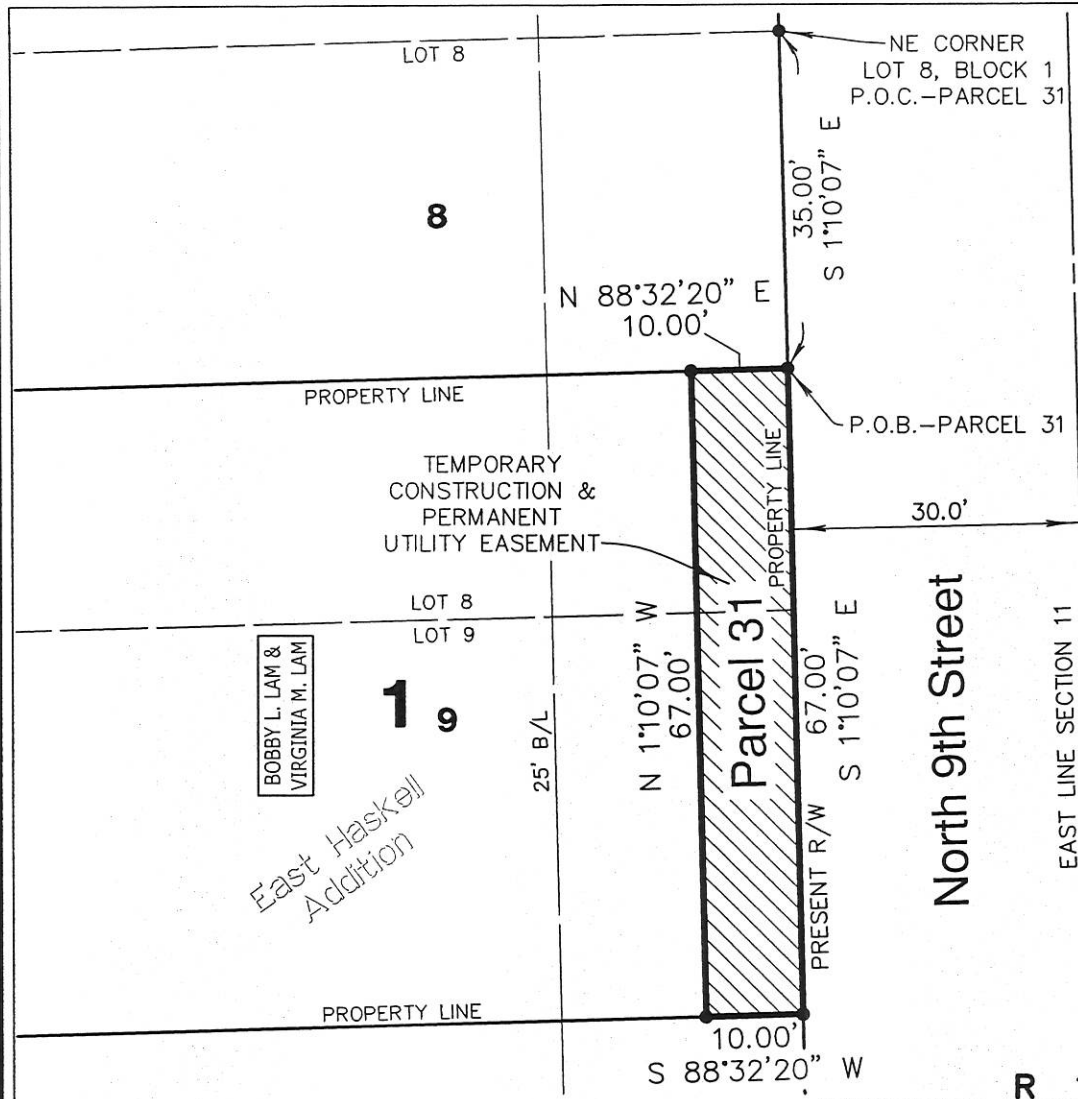 LOT 8
NE CORNER
LOT 8, BLOCK 1
P.O.C.-PARCEL 31
35.00'
S 1°10'07" E
8
N 88°32'20" E
10.00'
PROPERTY LINE
P.O.B.-PARCEL 31
TEMPORARY
CONSTRUCTION &
PERMANENT
UTILITY EASEMENT
PROPERTY LINE
30.0'
LOT 8
LOT 9
BOBBY L. LAM &
VIRGINIA M. LAM
1 9
25' B/L
N 1°10'07" W
67.00'
Parcel 31
67.00'
S 1°10'07" E
North 9th Street
EAST LINE SECTION 11
East Haskell
Addition
PRESENT R/W
PROPERTY LINE
10.00'
S 88°32'20" W
R